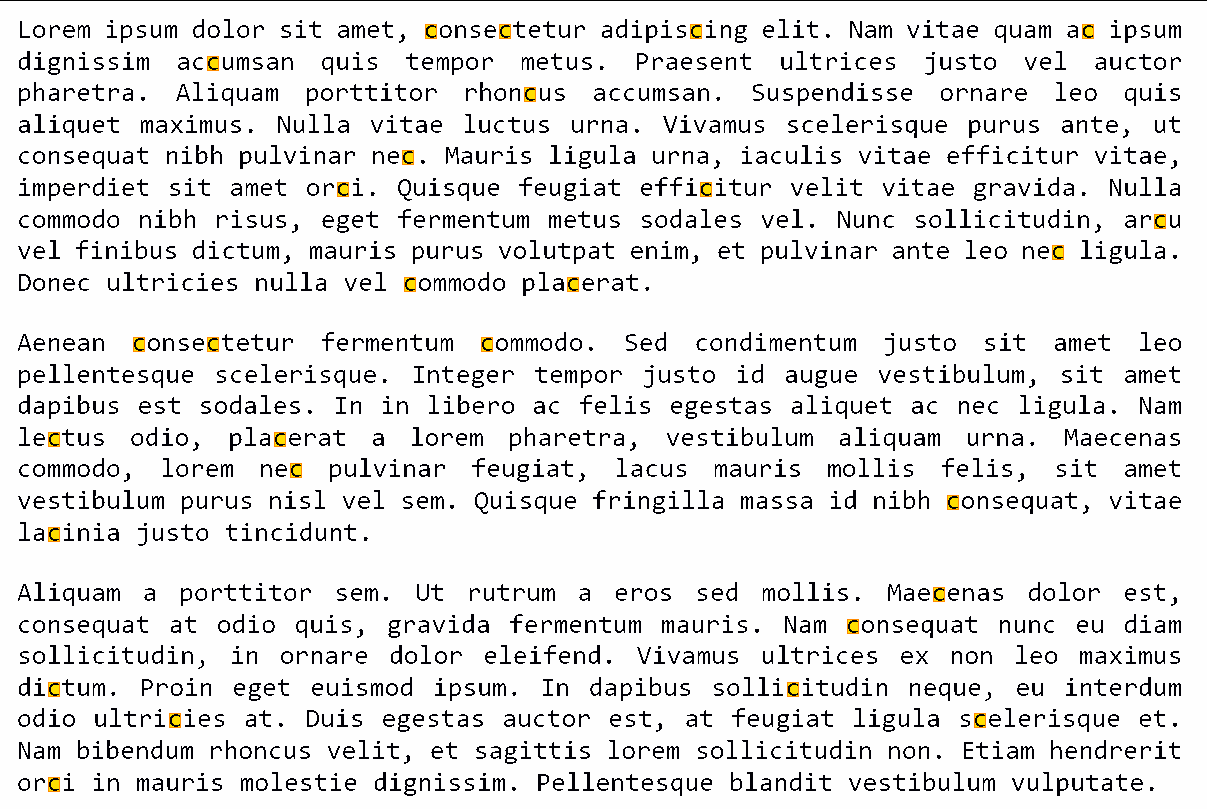 Lorem ipsum dolor sit amet, consectetur adipiscing elit. Nam vitae quam ac ipsum
dignissim accumsan quis tempor metus. Praesent ultrices justo vel auctor
pharetra. Aliquam porttitor rhoncus accumsan. Suspendisse ornare leo quis
aliquet maximus. Nulla vitae luctus urna. Vivamus scelerisque purus ante, ut
consequat nibh pulvinar nec. Mauris ligula urna, iaculis vitae efficitur vitae,
imperdiet sit amet orci. Quisque feugiat efficitur velit vitae gravida. Nulla
commodo nibh risus, eget fermentum metus sodales vel. Nunc sollicitudin, arcu
vel finibus dictum, mauris purus volutpat enim, et pulvinar ante leo nec ligula.
Donec ultricies nulla vel commodo placerat.
Aenean consectetur fermentum commodo. Sed condimentum justo sit amet leo
pellentesque scelerisque. Integer tempor justo id augue vestibulum, sit amet
dapibus est sodales. In in libero ac felis egestas aliquet ac nec ligula. Nam
lectus odio, placerat a lorem pharetra, vestibulum aliquam urna. Maecenas
commodo, lorem nec pulvinar feugiat, lacus mauris mollis felis, sit amet
vestibulum purus nisl vel sem. Quisque fringilla massa id nibh consequat, vitae
lacinia justo tincidunt.
Aliquam a porttitor sem. Ut rutrum a eros sed mollis. Maecenas dolor est,
consequat at odio quis, gravida fermentum mauris. Nam consequat nunc eu diam
sollicitudin, in ornare dolor eleifend. Vivamus ultrices ex non leo maximus
dictum. Proin eget euismod ipsum. In dapibus sollicitudin neque, eu interdum
odio ultricies at. Duis egestas auctor est, at feugiat ligula scelerisque et.
Nam bibendum rhoncus velit, et sagittis lorem sollicitudin non. Etiam hendrerit
orci in mauris molestie dignissim. Pellentesque blandit vestibulum vulputate.